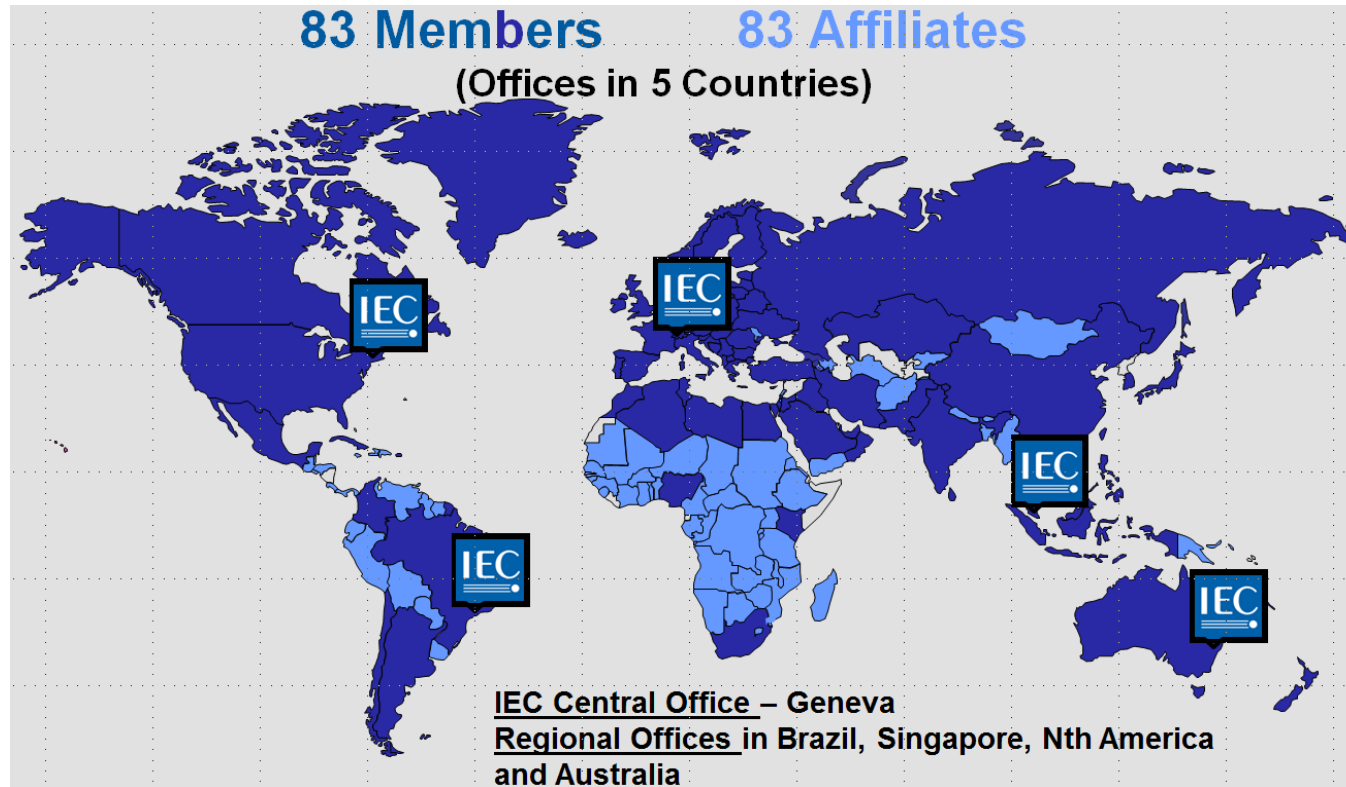 83 Members 83 Affiliates
(Offices in 5 Countries)
IEC
IEC
IEC
IEC
IEC
IEC Central Office – Geneva
Regional Offices in Brazil, Singapore, Nth America
and Australia